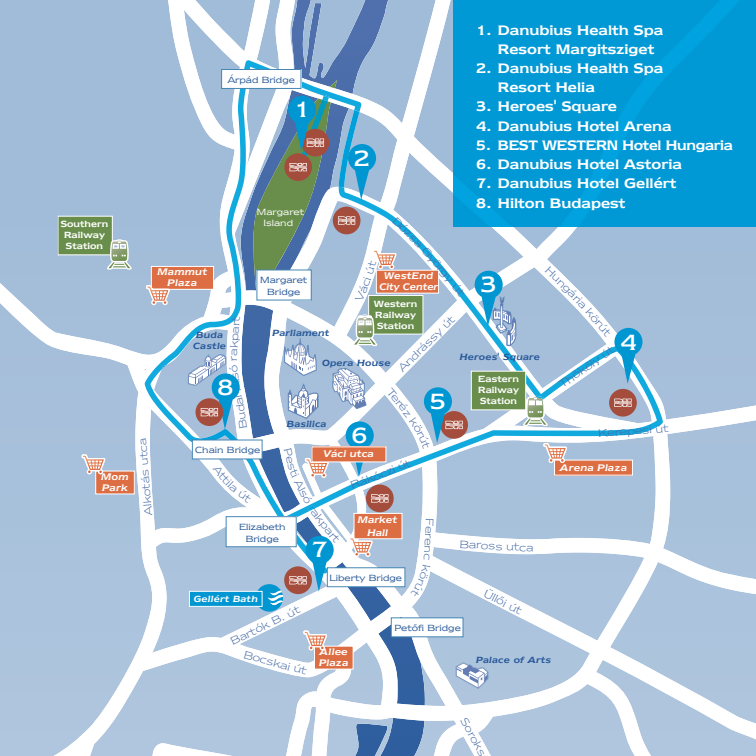 1. Danubius Health Spa
Resort Margitsziget
2. Danubius Health Spa
Resort Helia
3. Heroes' Square
4. Danubius Hotel Arena
5. BEST WESTERN Hotel Hungaria
6. Danubius Hotel Astoria
7. Danubius Hotel Gellért
8. Hilton Budapest
Árpád Bridge
1
2
Margaret
Island
Southern
Railway
Station
Mammut
Plaza
WestEnd
City Center
Margaret
Bridge
Váci út
Hungária körút
3
Western
Railway
Station
Buda
Castle
Parliament
Andrássy út
Heroes' Square
4
Opera House
Eastern
Railway
Station
8
Basilica
Teréz körút
5
Kerepesi út
Chain Bridge
6
Váci utca
Arena Plaza
Mom
Park
Alkotás utca
Attila út
Market
Hall
Elizabeth
Bridge
7
Ferenc körút
Baross utca
Liberty Bridge
Gellért Bath
Üllői út
Bartók B. út
Petőfi Bridge
Bocskai út
Allee
Plaza
Palace of Arts
Soroks